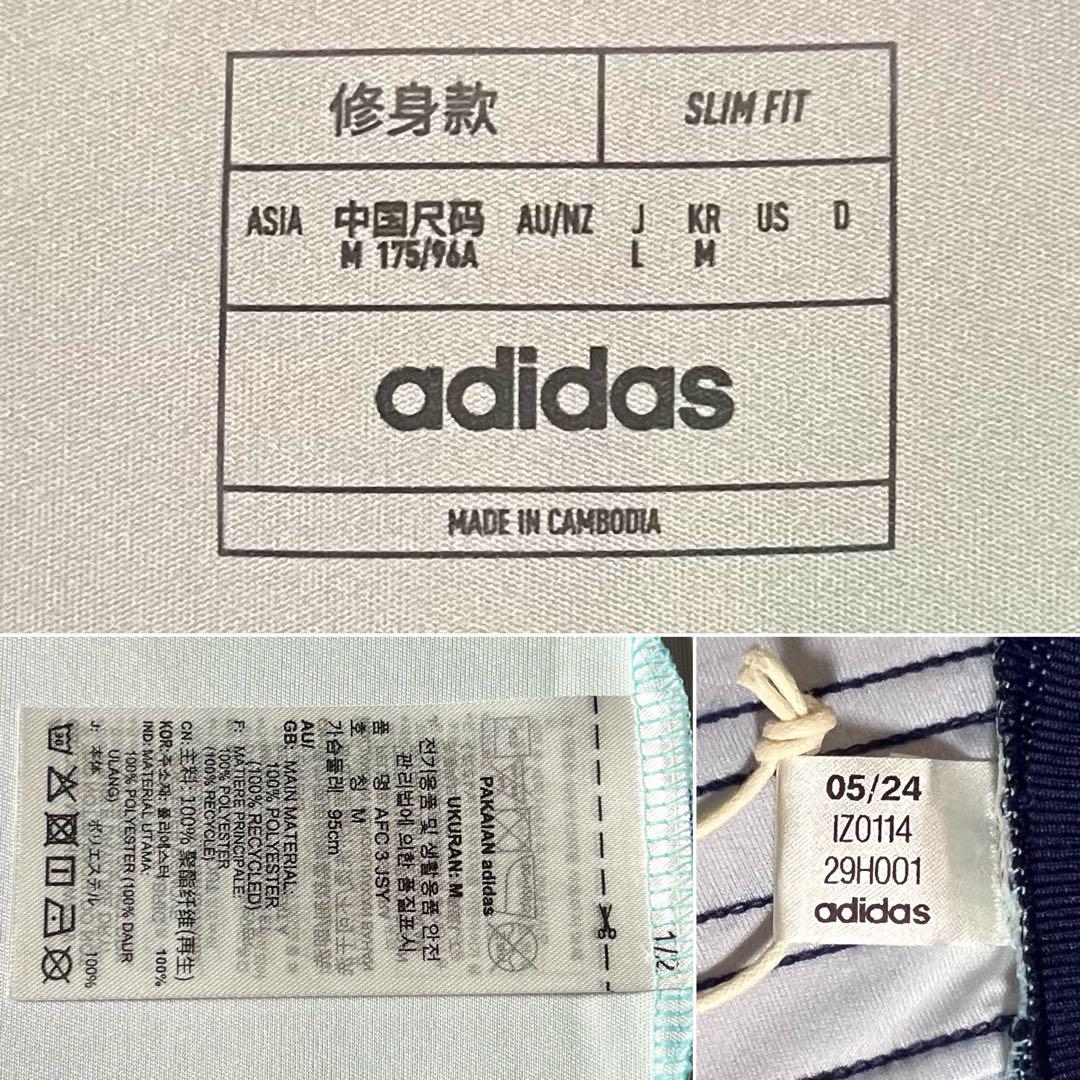 修身款
SLIM FIT
ASIA 中国尺码 AU/NZ J KR US D
M 175/96A L M
adidas
MADE IN CAMBODIA
1/2
PAKAIAN adidas
UKURAN: M
전기용품 및 생활용품 안전
관리법에 의한 품질표시
품 명 AFC 3 JSY
호 칭 M
가슴둘레 95cm
AU/
GB: MAIN MATERIAL:
100% POLYESTER
(100% RECYCLED)
F: MATIERE PRINCIPALE:
100% POLYESTER
(100% RECYCLE)
CN: 主料: 100% 聚酯纤维(再生)
KOR: 주소재: 폴리에스터 100%
IND: MATERIAL UTAMA
100% POLYESTER (100% DAUR
ULANG)
J: 本体 ポリエステル 100%
05/24
IZ0114
29H001
adidas